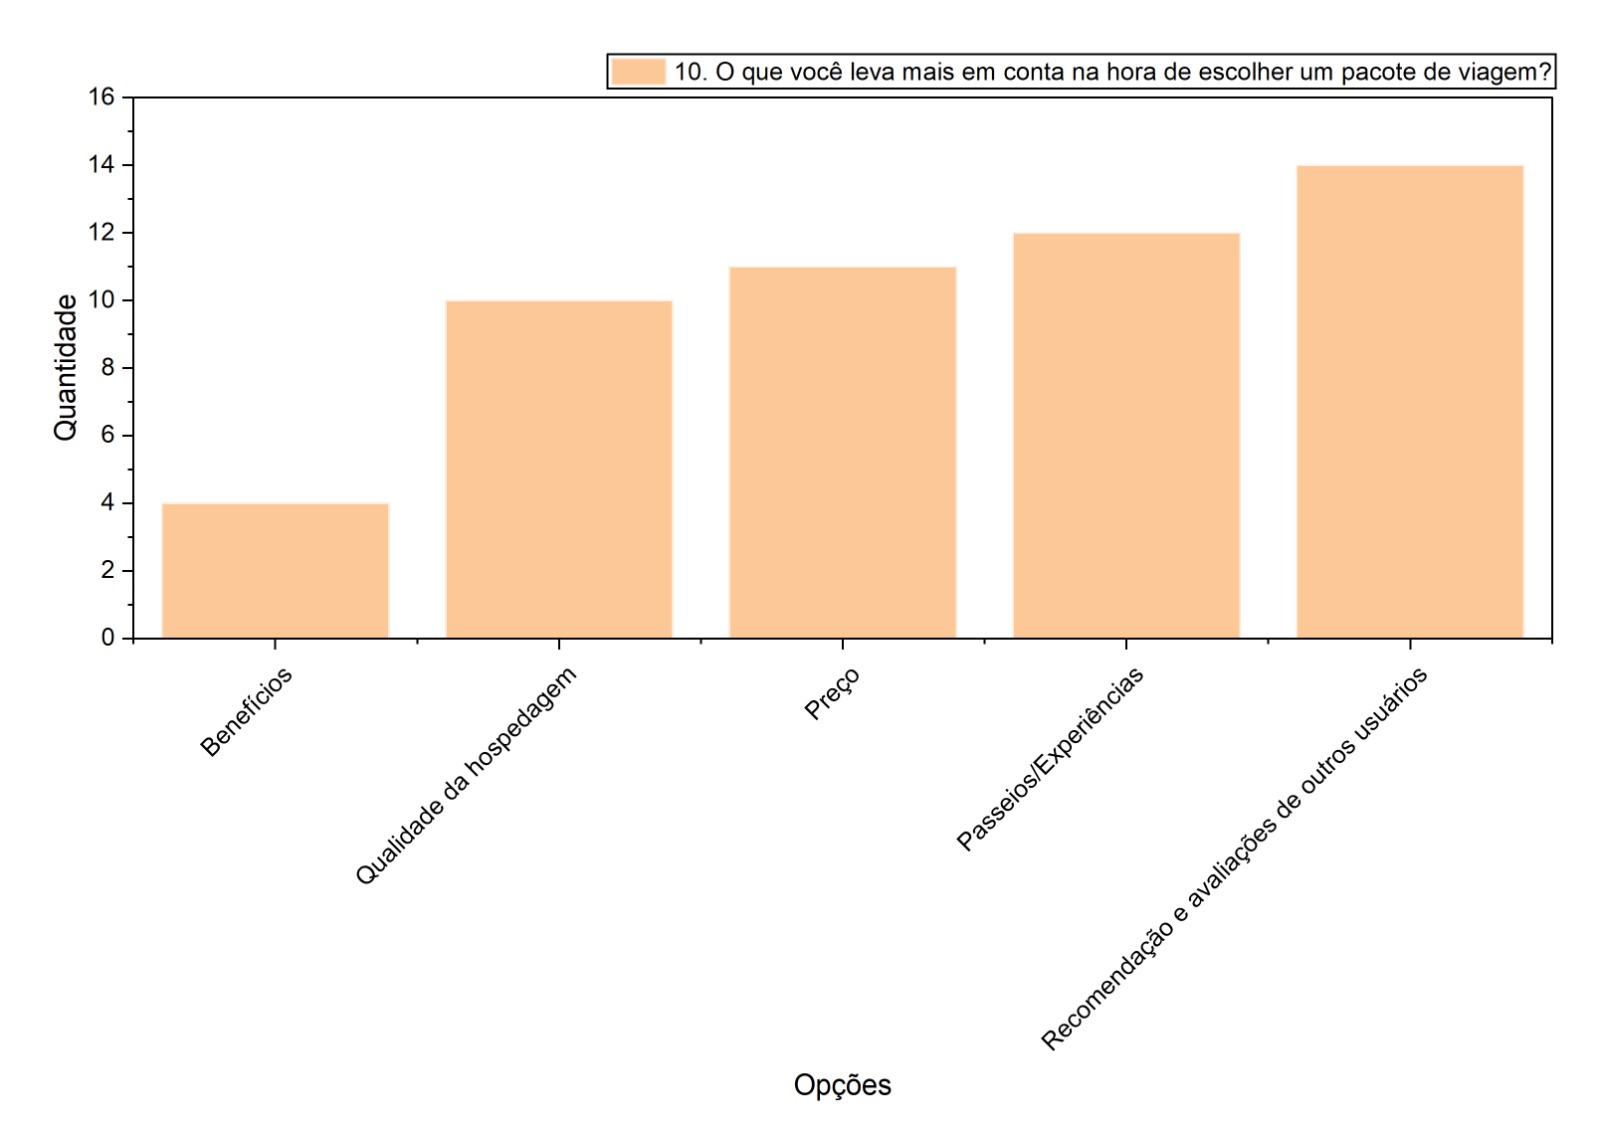 10. O que você leva mais em conta na hora de escolher um pacote de viagem?
16
14
12
10
8
6
4
2
0
Quantidade
Benefícios
Qualidade da hospedagem
Preço
Passeios/Experiências
Recomendação e avaliações de outros usuários
Opções